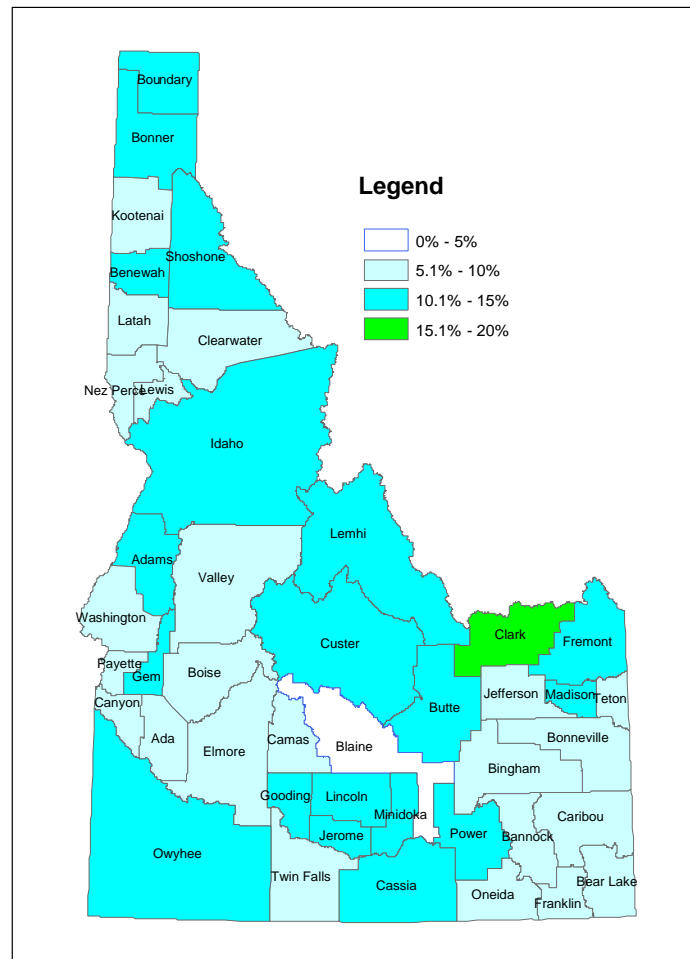 Boundary
Bonner
Legend
Kootenai
0% - 5%
Shoshone
5.1% - 10%
Benewah
10.1% - 15%
Latah
15.1% - 20%
Clearwater
Nez Perce
Lewis
Idaho
Lemhi
Adams
Valley
Washington
Clark
Custer
Fremont
Payette
Gem
Boise
Jefferson
Madison
Teton
Canyon
Butte
Ada
Elmore
Camas
Blaine
Bonneville
Bingham
Gooding
Lincoln
Minidoka
Caribou
Jerome
Power
Bannock
Owyhee
Twin Falls
Cassia
Oneida
Bear Lake
Franklin